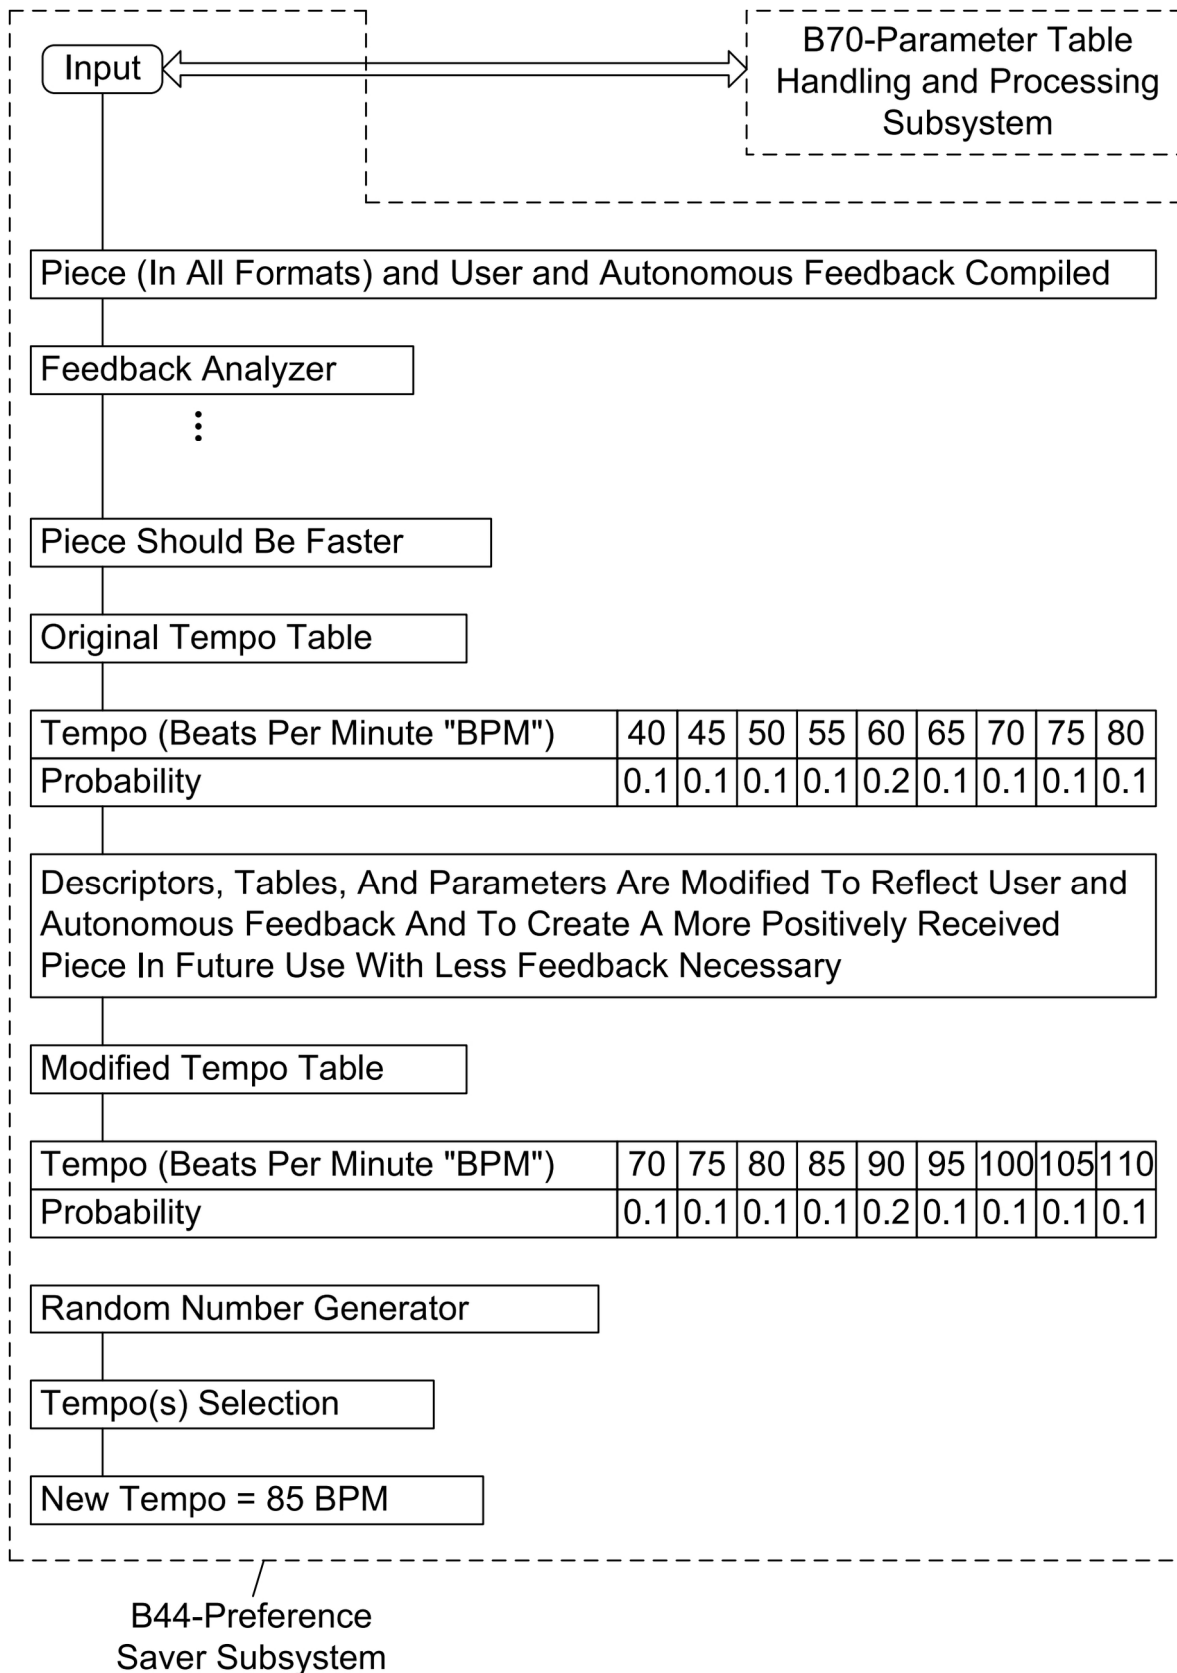 Input
B70-Parameter Table
Handling and Processing
Subsystem
Piece (In All Formats) and User and Autonomous Feedback Compiled
Feedback Analyzer
Piece Should Be Faster
Original Tempo Table
Tempo (Beats Per Minute "BPM") 40 45 50 55 60 65 70 75 80
Probability 0.1 0.1 0.1 0.1 0.2 0.1 0.1 0.1 0.1
Descriptors, Tables, And Parameters Are Modified To Reflect User and
Autonomous Feedback And To Create A More Positively Received
Piece In Future Use With Less Feedback Necessary
Modified Tempo Table
Tempo (Beats Per Minute "BPM") 70 75 80 85 90 95 100 105 110
Probability 0.1 0.1 0.1 0.1 0.2 0.1 0.1 0.1 0.1
Random Number Generator
Tempo(s) Selection
New Tempo = 85 BPM
B44-Preference
Saver Subsystem